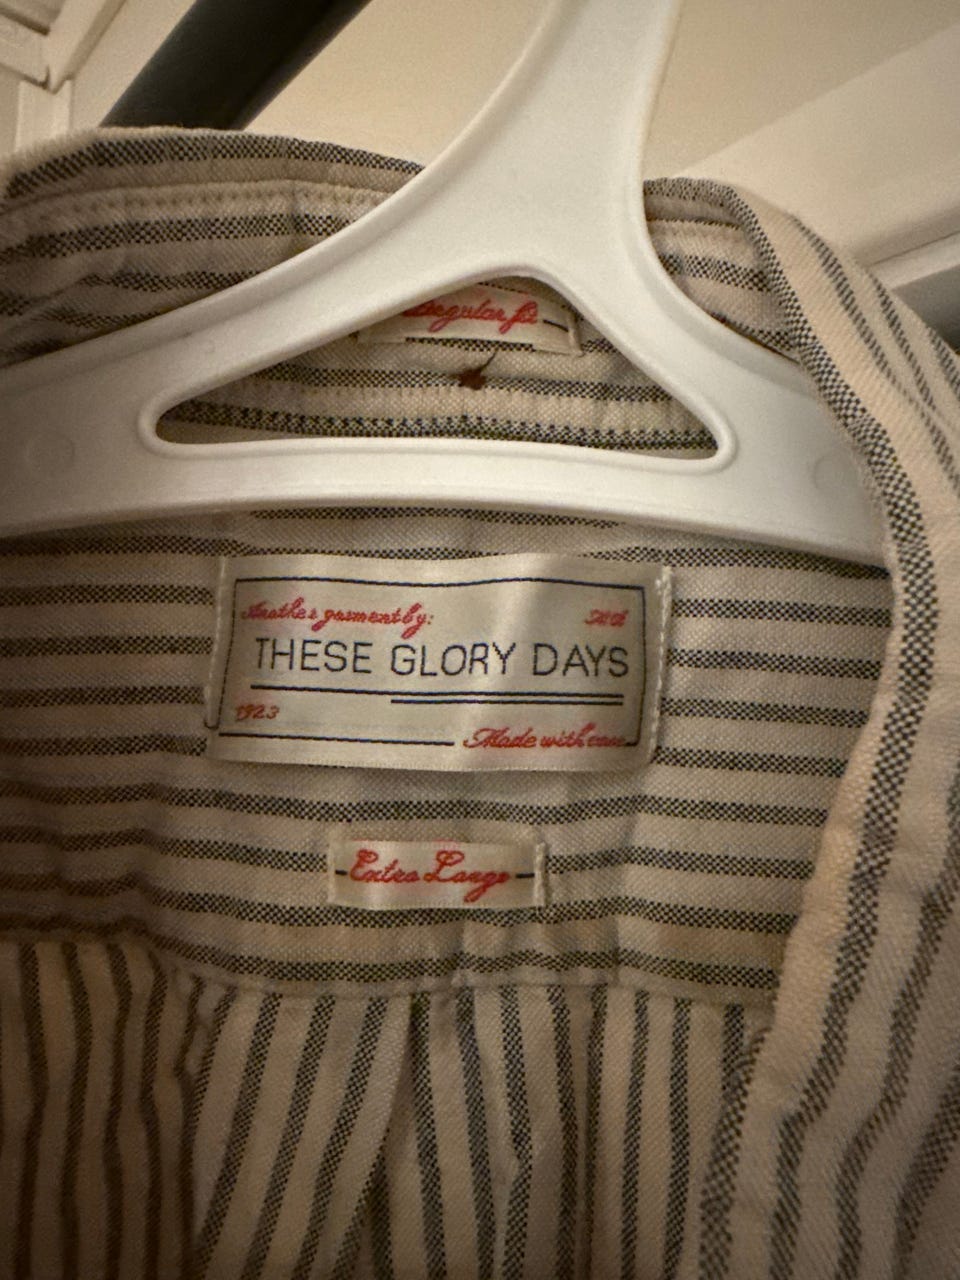 Regular fit
Another garment by:
THESE GLORY DAYS
1923
Made with care
Extra Large